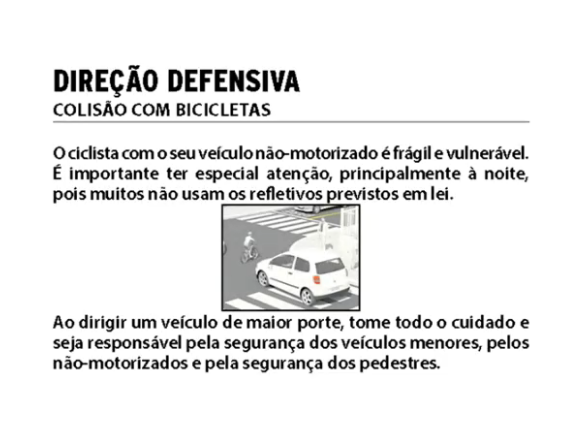 DIREÇÃO DEFENSIVA
COLISÃO COM BICICLETAS
O ciclista com o seu veículo não-motorizado é frágil e vulnerável.
É importante ter especial atenção, principalmente à noite,
pois muitos não usam os refletivos previstos em lei.
Ao dirigir um veículo de maior porte, tome todo o cuidado e
seja responsável pela segurança dos veículos menores, pelos
não-motorizados e pela segurança dos pedestres.